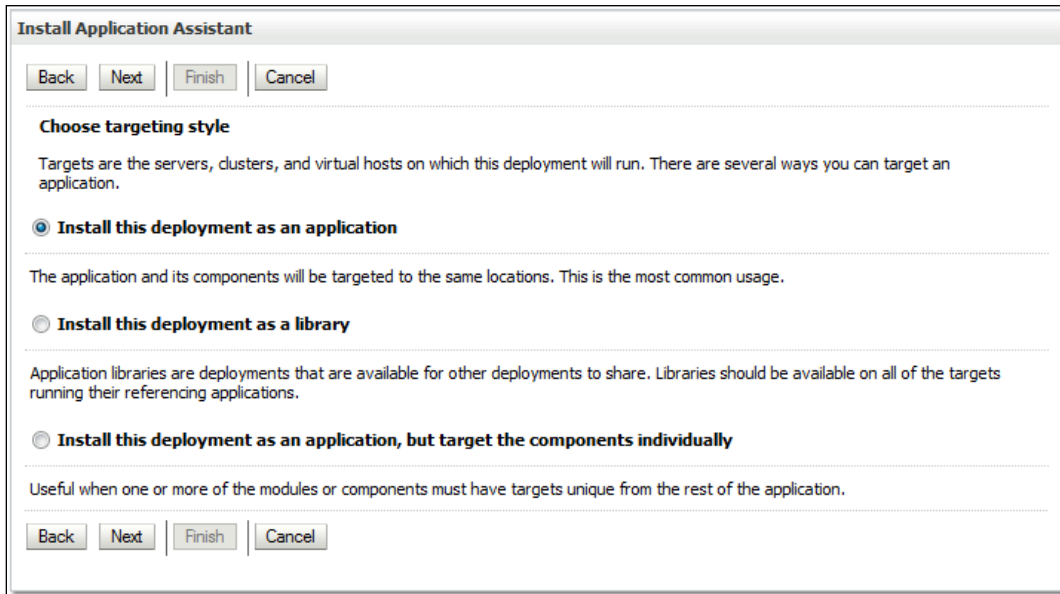 Install Application Assistant
Back Next Finish Cancel
Choose targeting style
Targets are the servers, clusters, and virtual hosts on which this deployment will run. There are several ways you can target an
application.
Install this deployment as an application
The application and its components will be targeted to the same locations. This is the most common usage.
Install this deployment as a library
Application libraries are deployments that are available for other deployments to share. Libraries should be available on all of the targets
running their referencing applications.
Install this deployment as an application, but target the components individually
Useful when one or more of the modules or components must have targets unique from the rest of the application.
Back Next Finish Cancel